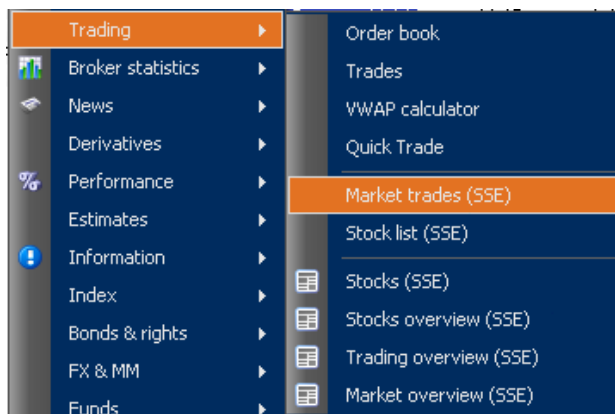 Trading
Broker statistics
News
Derivatives
Performance
Estimates
Information
Index
Bonds & rights
FX & MM
Funds
Order book
Trades
VWAP calculator
Quick Trade
Market trades (SSE)
Stock list (SSE)
Stocks (SSE)
Stocks overview (SSE)
Trading overview (SSE)
Market overview (SSE)